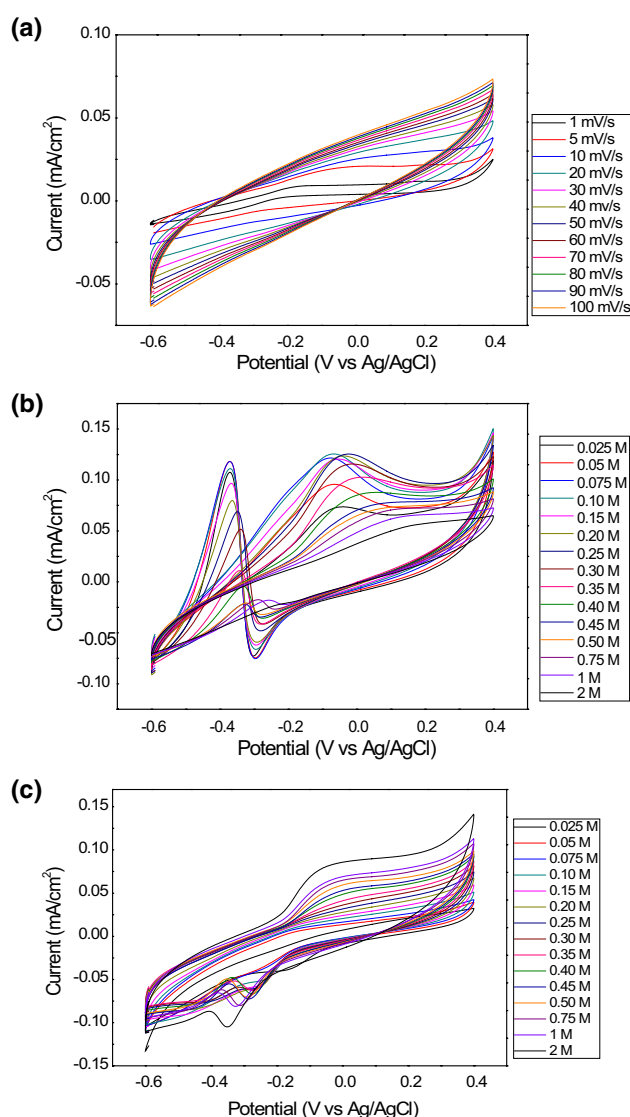 (a)
0.10
0.05
0.00
-0.05
Current (mA/cm²)
-0.6 -0.4 -0.2 0.0 0.2 0.4
Potential (V vs Ag/AgCl)
1 mV/s
5 mV/s
10 mV/s
20 mV/s
30 mV/s
40 mv/s
50 mV/s
60 mV/s
70 mV/s
80 mV/s
90 mV/s
100 mV/s
(b)
0.15
0.10
0.05
0.00
-0.05
-0.10
Current (mA/cm²)
-0.6 -0.4 -0.2 0.0 0.2 0.4
Potential (V vs Ag/AgCl)
0.025 M
0.05 M
0.075 M
0.10 M
0.15 M
0.20 M
0.25 M
0.30 M
0.35 M
0.40 M
0.45 M
0.50 M
0.75 M
1 M
2 M
(c)
0.15
0.10
0.05
0.00
-0.05
-0.10
-0.15
Current (mA/cm²)
-0.6 -0.4 -0.2 0.0 0.2 0.4
Potential (V vs Ag/AgCl)
0.025 M
0.05 M
0.075 M
0.10 M
0.15 M
0.20 M
0.25 M
0.30 M
0.35 M
0.40 M
0.45 M
0.50 M
0.75 M
1 M
2 M